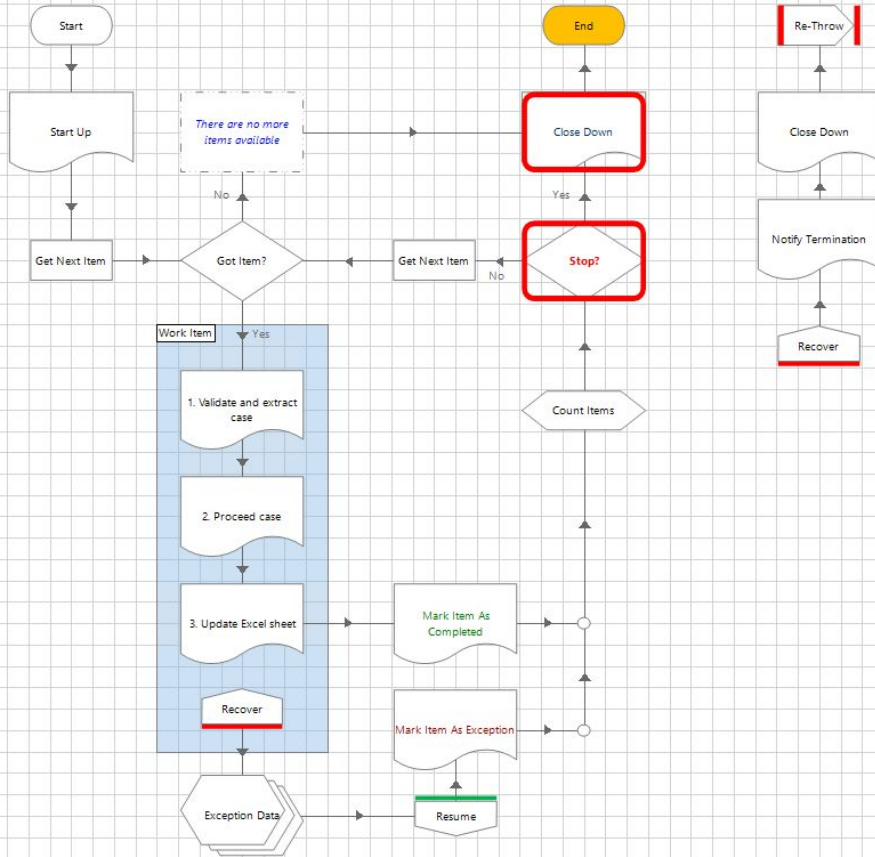 Start
End
Re-Throw
Start Up
There are no more
items available
Close Down
Close Down
No
Yes
Get Next Item
Got Item?
Get Next Item
No
Stop?
Notify Termination
Work Item
Yes
Recover
1. Validate and extract
case
Count Items
2. Proceed case
3. Update Excel sheet
Mark Item As
Completed
Recover
Mark Item As Exception
Exception Data
Resume